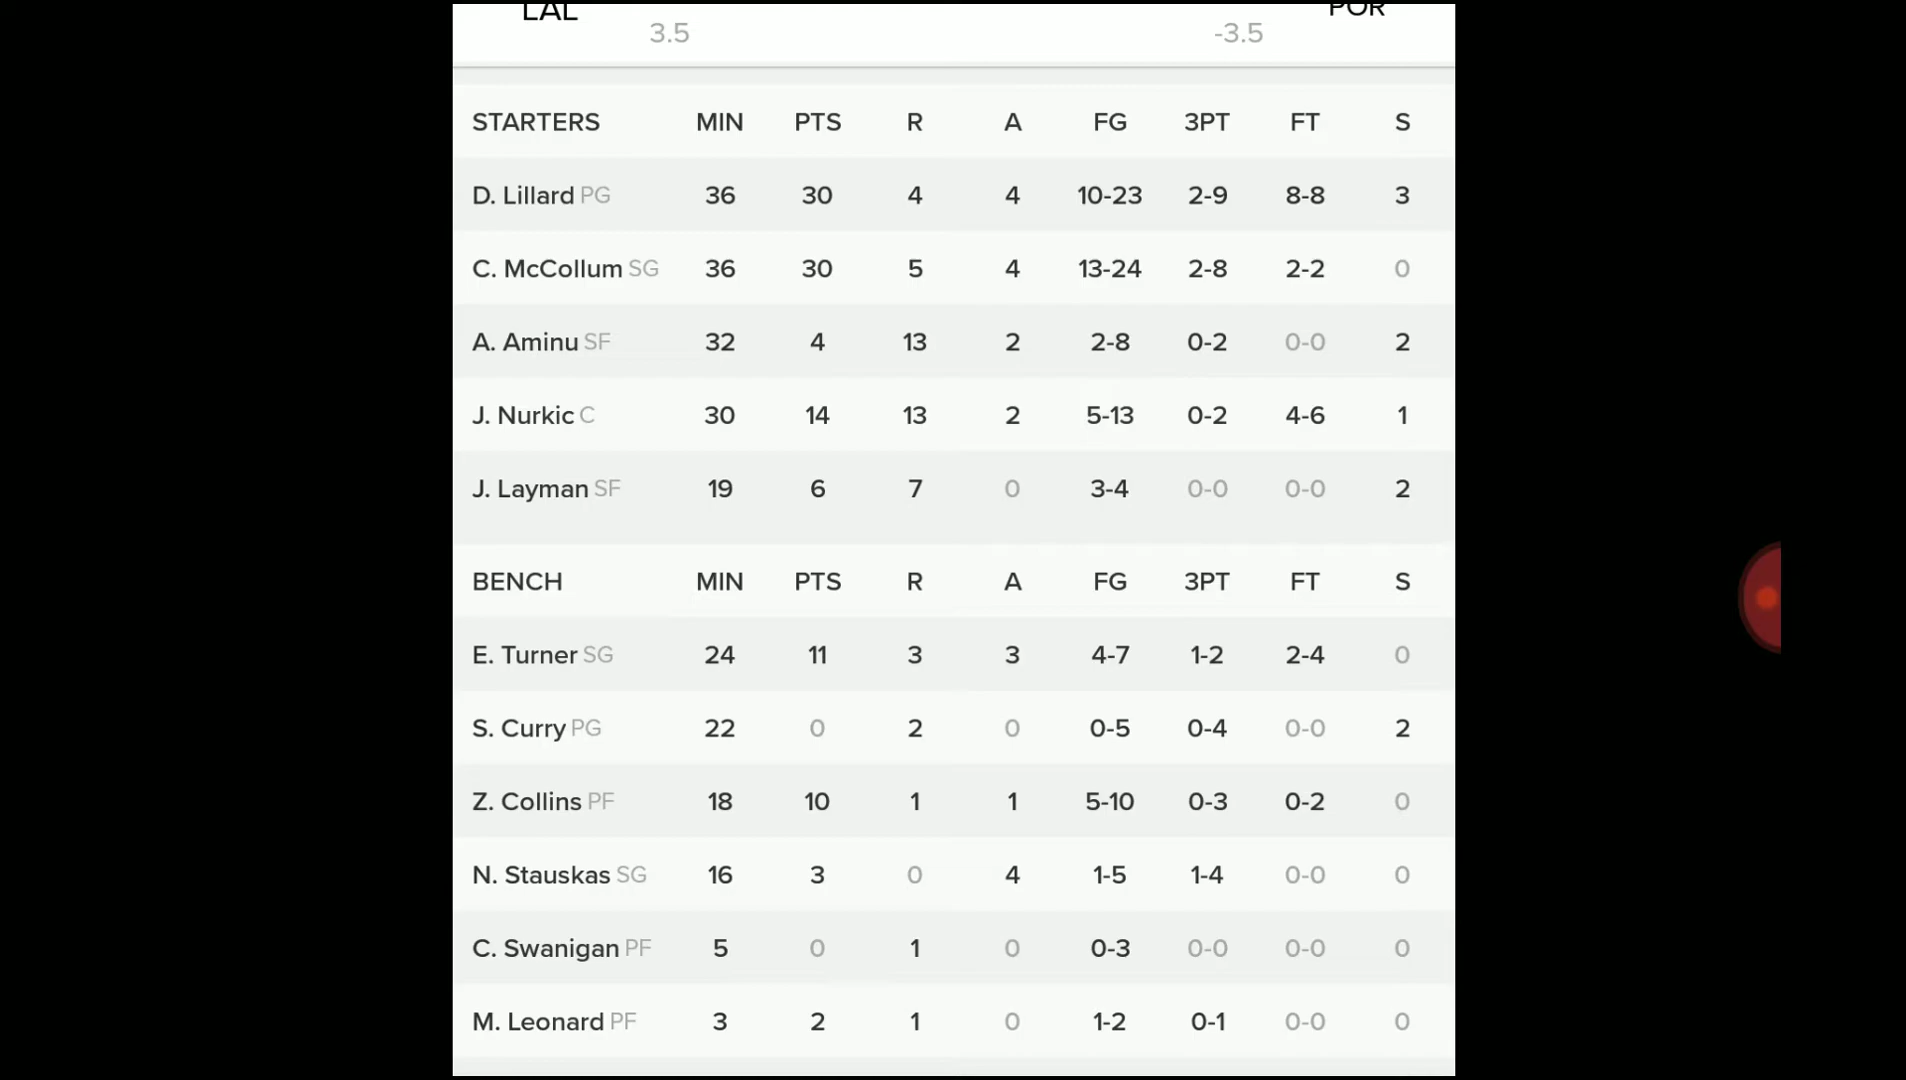 LAL POR
3.5 -3.5
STARTERS MIN PTS R A FG 3PT FT S
D. Lillard PG 36 30 4 4 10-23 2-9 8-8 3
C. McCollum SG 36 30 5 4 13-24 2-8 2-2 0
A. Aminu SF 32 4 13 2 2-8 0-2 0-0 2
J. Nurkic C 30 14 13 2 5-13 0-2 4-6 1
J. Layman SF 19 6 7 0 3-4 0-0 0-0 2
BENCH MIN PTS R A FG 3PT FT S
E. Turner SG 24 11 3 3 4-7 1-2 2-4 0
S. Curry PG 22 0 2 0 0-5 0-4 0-0 2
Z. Collins PF 18 10 1 1 5-10 0-3 0-2 0
N. Stauskas SG 16 3 0 4 1-5 1-4 0-0 0
C. Swanigan PF 5 0 1 0 0-3 0-0 0-0 0
M. Leonard PF 3 2 1 0 1-2 0-1 0-0 0